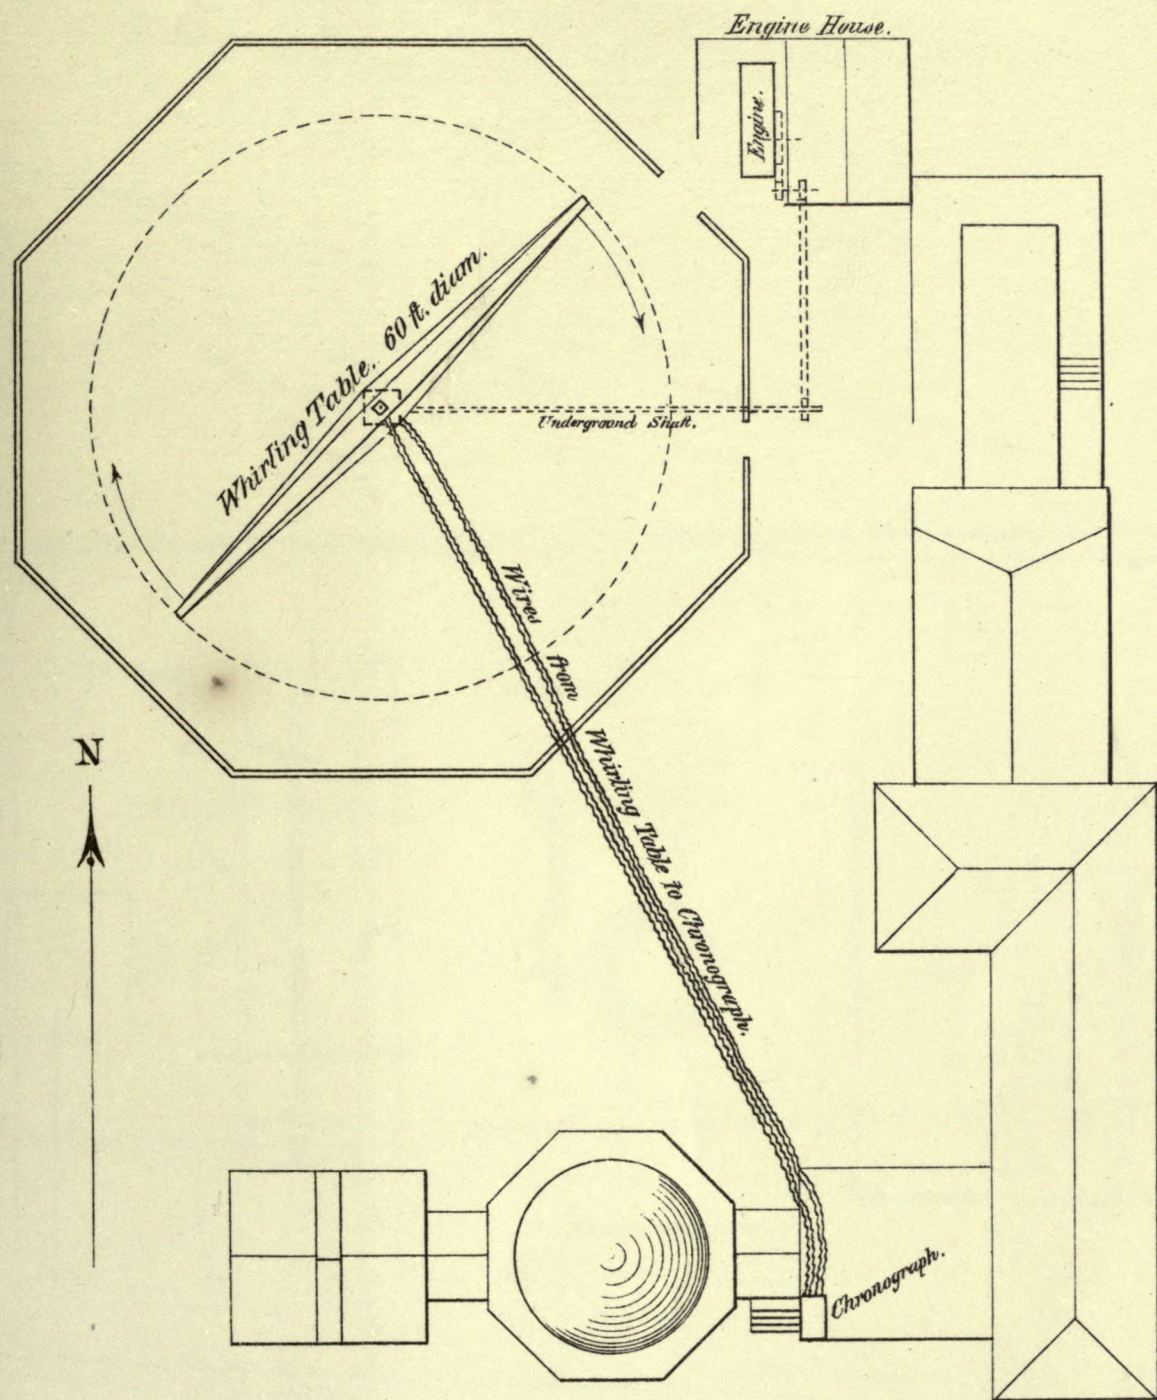 Engine House.
Engine.
Whirling Table. 60 ft. diam.
Underground Shaft.
Wires from Whirling Table to Chronograph.
N
Chronograph.